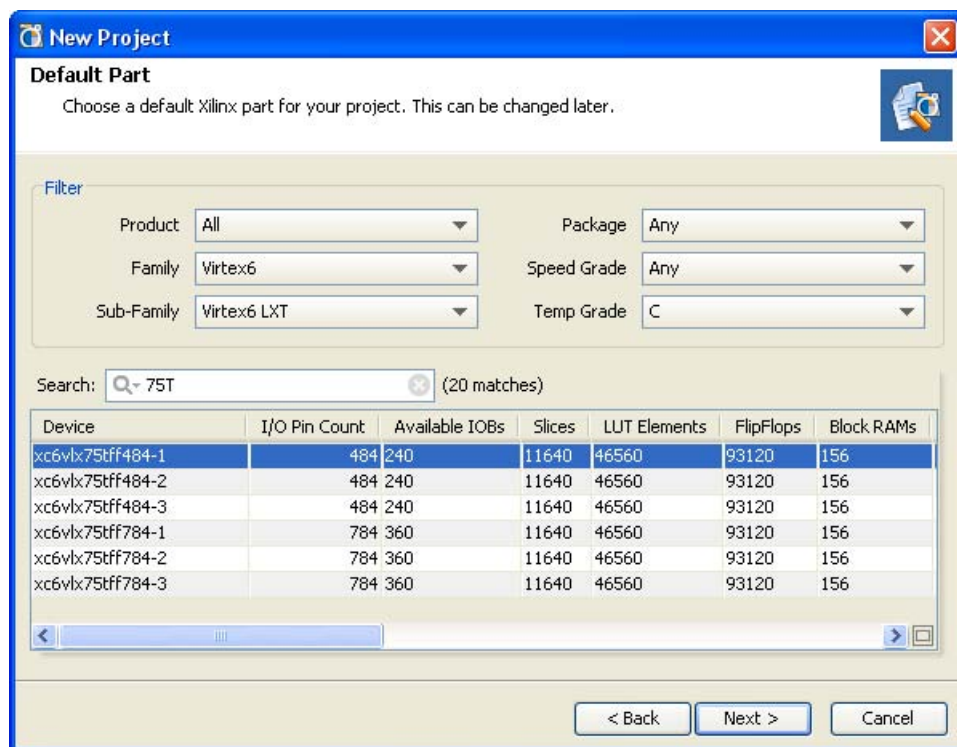 New Project
Default Part
Choose a default Xilinx part for your project. This can be changed later.
Filter
Product All Package Any
Family Virtex6 Speed Grade Any
Sub-Family Virtex6 LXT Temp Grade C
Search: 75T (20 matches)
Device I/O Pin Count Available IOBs Slices LUT Elements FlipFlops Block RAMs
xc6vlx75tff484-1 484 240 11640 46560 93120 156
xc6vlx75tff484-2 484 240 11640 46560 93120 156
xc6vlx75tff484-3 484 240 11640 46560 93120 156
xc6vlx75tff784-1 784 360 11640 46560 93120 156
xc6vlx75tff784-2 784 360 11640 46560 93120 156
xc6vlx75tff784-3 784 360 11640 46560 93120 156
< Back Next > Cancel